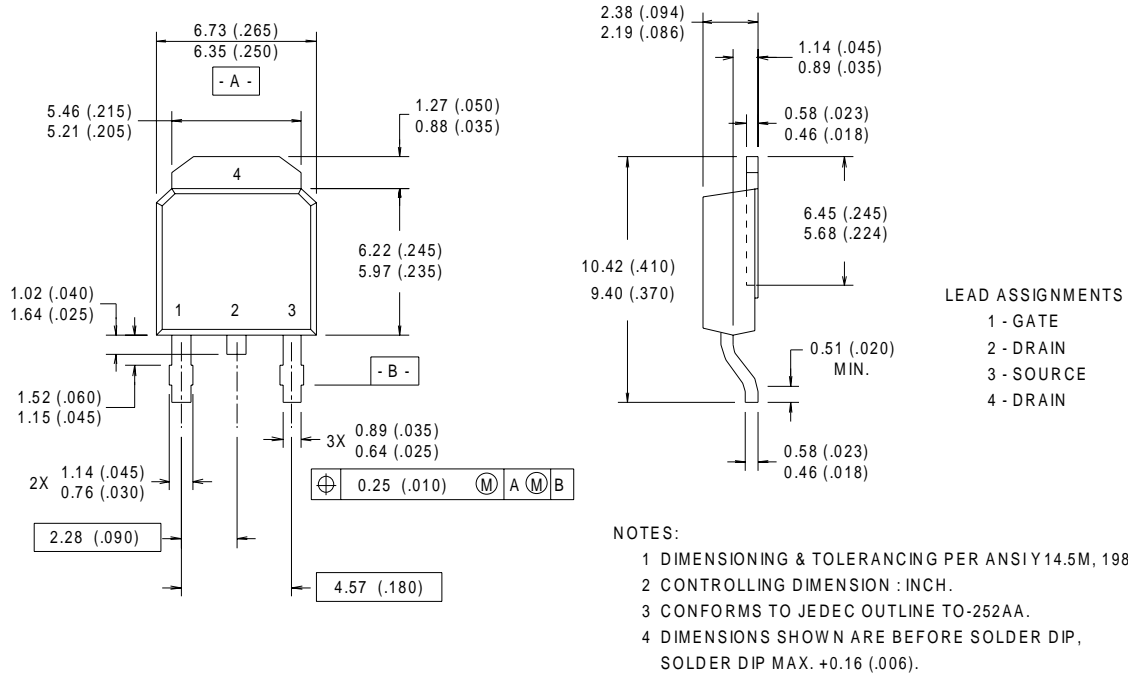 6.73 (.265)
6.35 (.250)
- A -
5.46 (.215)
5.21 (.205)
1.27 (.050)
0.88 (.035)
4
6.22 (.245)
5.97 (.235)
1.02 (.040)
1.64 (.025)
1 2 3
- B -
1.52 (.060)
1.15 (.045)
3X 0.89 (.035)
0.64 (.025)
2X 1.14 (.045)
0.76 (.030)
⌖ 0.25 (.010) Ⓜ A Ⓜ B
2.28 (.090)
4.57 (.180)
2.38 (.094)
2.19 (.086)
1.14 (.045)
0.89 (.035)
0.58 (.023)
0.46 (.018)
6.45 (.245)
5.68 (.224)
10.42 (.410)
9.40 (.370)
0.51 (.020)
MIN.
0.58 (.023)
0.46 (.018)
LEAD ASSIGNMENTS
1 - GATE
2 - DRAIN
3 - SOURCE
4 - DRAIN
NOTES:
1 DIMENSIONING & TOLERANCING PER ANSI Y14.5M, 198
2 CONTROLLING DIMENSION : INCH.
3 CONFORMS TO JEDEC OUTLINE TO-252AA.
4 DIMENSIONS SHOWN ARE BEFORE SOLDER DIP,
SOLDER DIP MAX. +0.16 (.006).